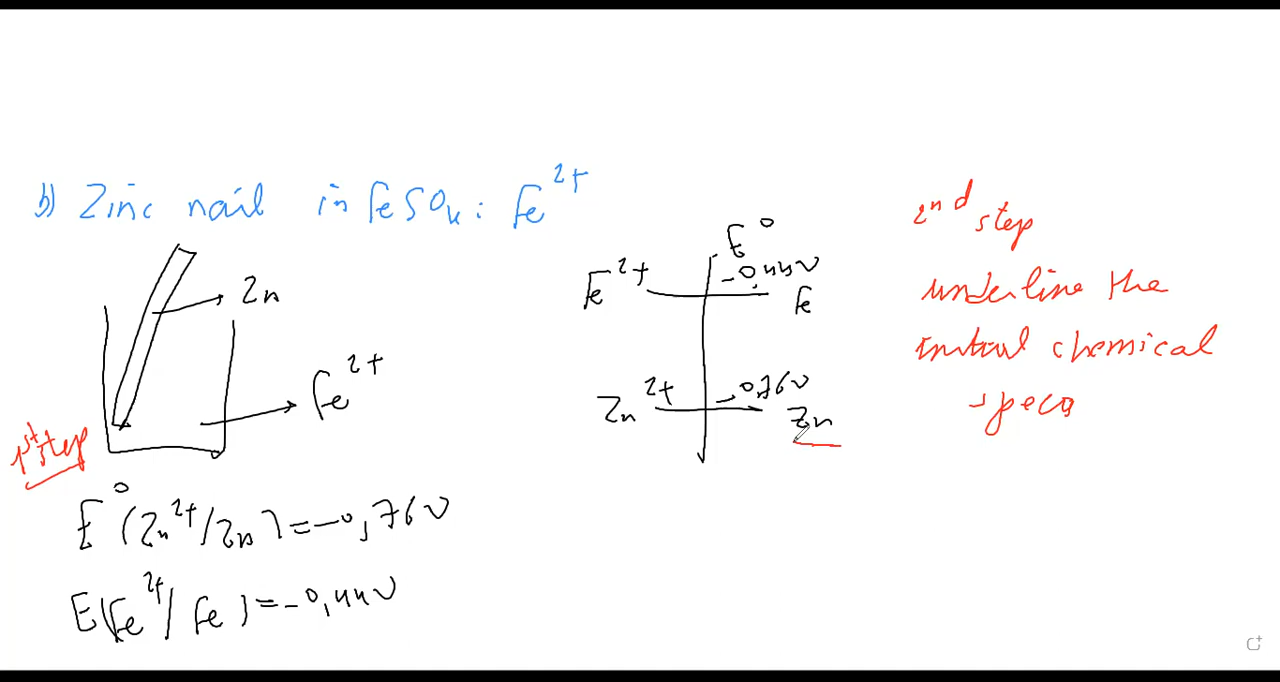 b) Zinc nail in FeSO4 : Fe2+
Zn
Fe2+
1st step
E° (Zn2+/Zn) = -0,76V
E(Fe2+/Fe) = -0,44V
E°
Fe2+ -0,44V Fe
Zn2+ -0,76V Zn
2nd step
underline the
initial chemical
speci